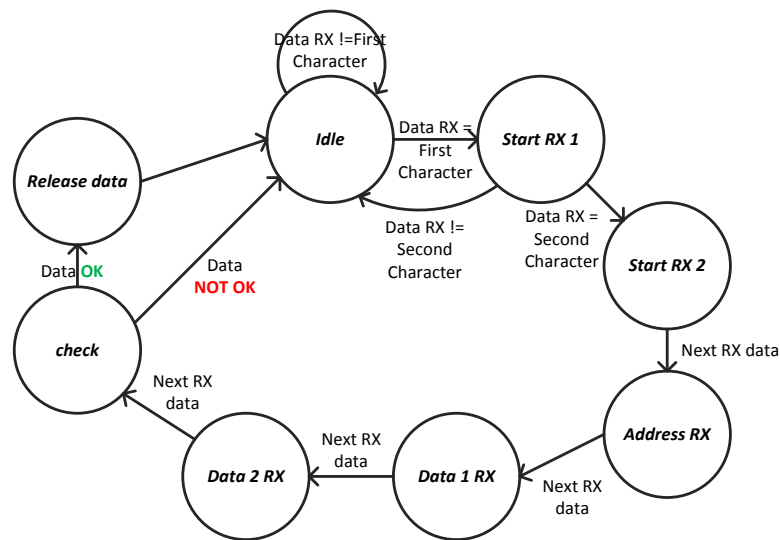 Data RX !=First
Character
Idle
Data RX =
First
Character
Start RX 1
Release data
Data RX !=
Second
Character
Data RX =
Second
Character
Start RX 2
Data OK
Data
NOT OK
check
Next RX data
Next RX
data
Address RX
Next RX
data
Data 2 RX
Data 1 RX
Next RX
data